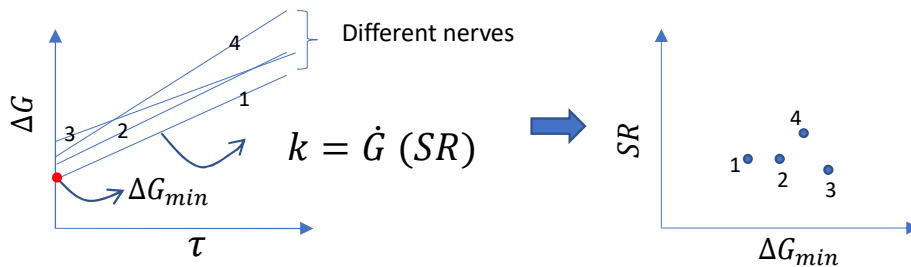 4
Different nerves
ΔG
3
2
1
k = Ġ (SR)
ΔG_min
τ
SR
4
1
2
3
ΔG_min